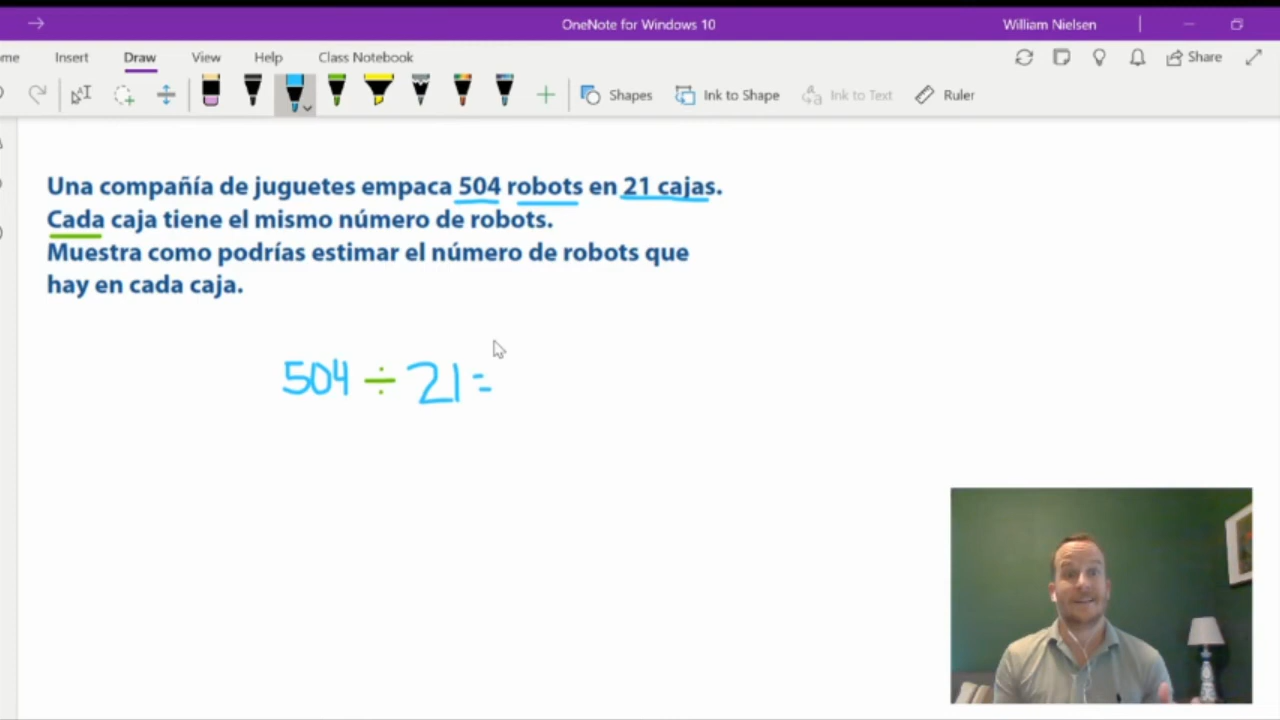 OneNote for Windows 10
William Nielsen
Insert
Draw
View
Help
Class Notebook
Share
Shapes
Ink to Shape
Ink to Text
Ruler
Una compañía de juguetes empaca 504 robots en 21 cajas.
Cada caja tiene el mismo número de robots.
Muestra como podrías estimar el número de robots que
hay en cada caja.
504 ÷ 21 =